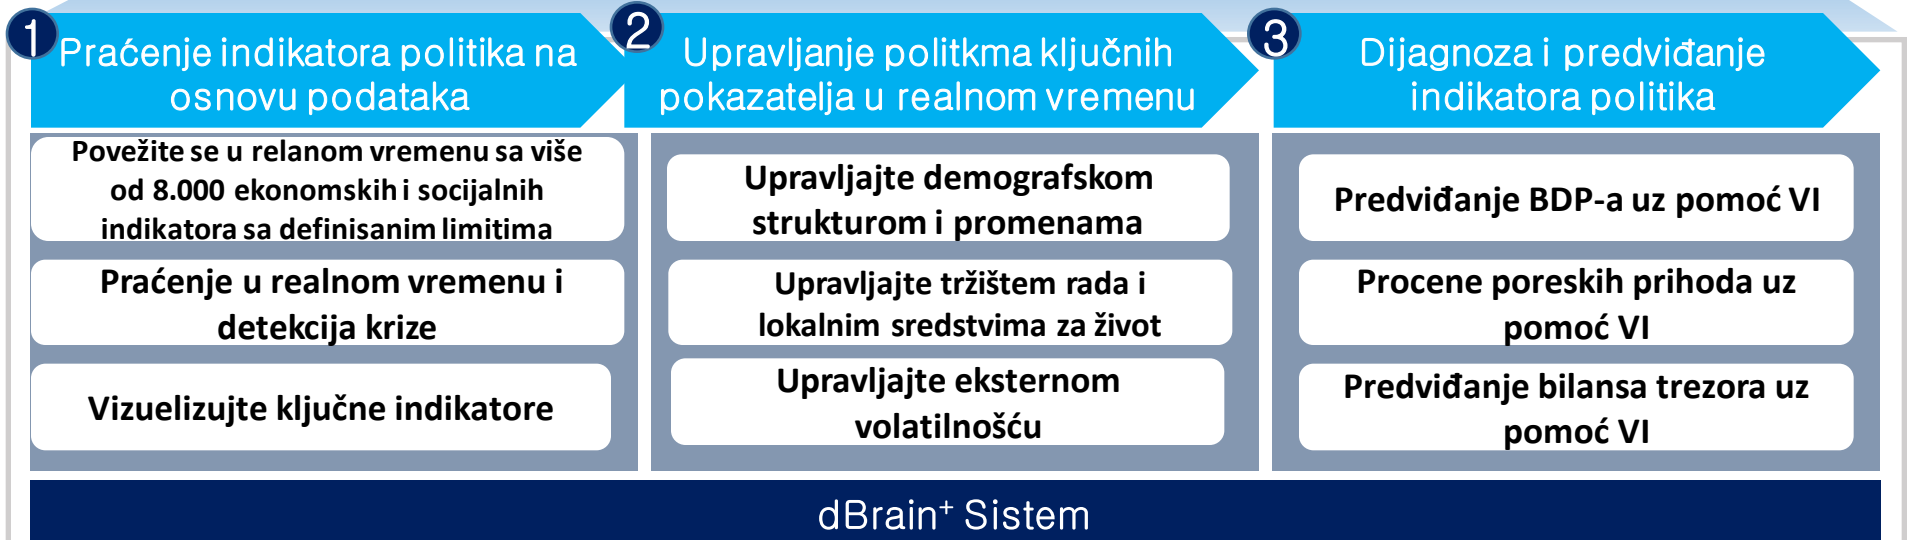 1
Praćenje indikatora politika na
osnovu podataka
Povežite se u relanom vremenu sa više
od 8.000 ekonomskih i socijalnih
indikatora sa definisanim limitima
Praćenje u realnom vremenu i
detekcija krize
Vizuelizujte ključne indikatore
2
Upravljanje politkma ključnih
pokazatelja u realnom vremenu
Upravljajte demografskom
strukturom i promenama
Upravljajte tržištem rada i
lokalnim sredstvima za život
Upravljajte eksternom
volatilnošću
3
Dijagnoza i predviđanje
indikatora politika
Predviđanje BDP-a uz pomoć VI
Procene poreskih prihoda uz
pomoć VI
Predviđanje bilansa trezora uz
pomoć VI
dBrain⁺ Sistem